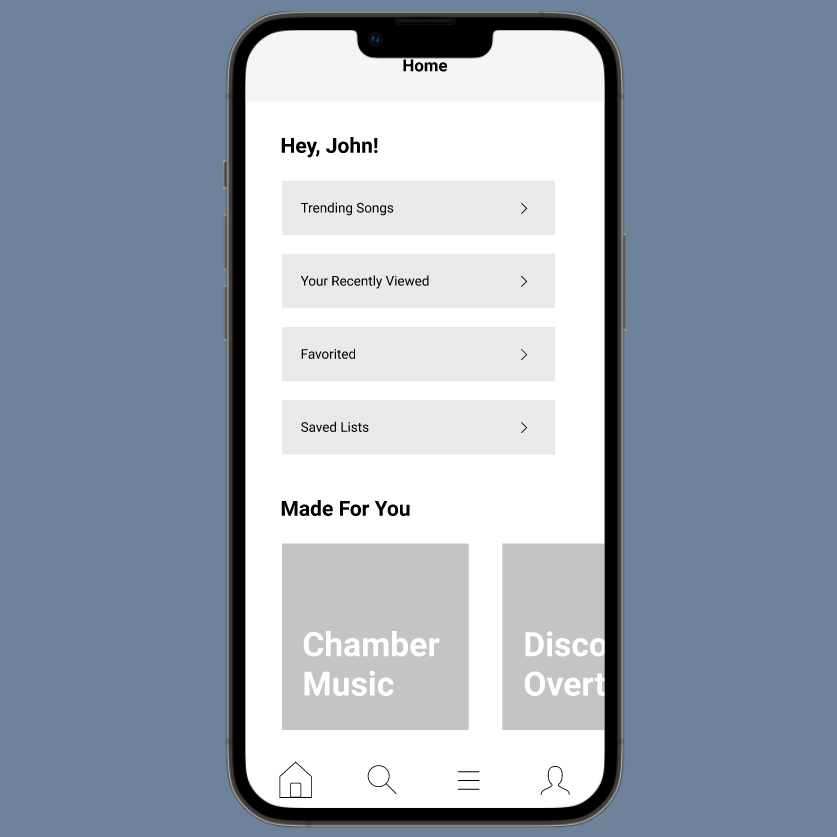 Home
Hey, John!
Trending Songs
Your Recently Viewed
Favorited
Saved Lists
Made For You
Chamber
Music
Disco
Overt